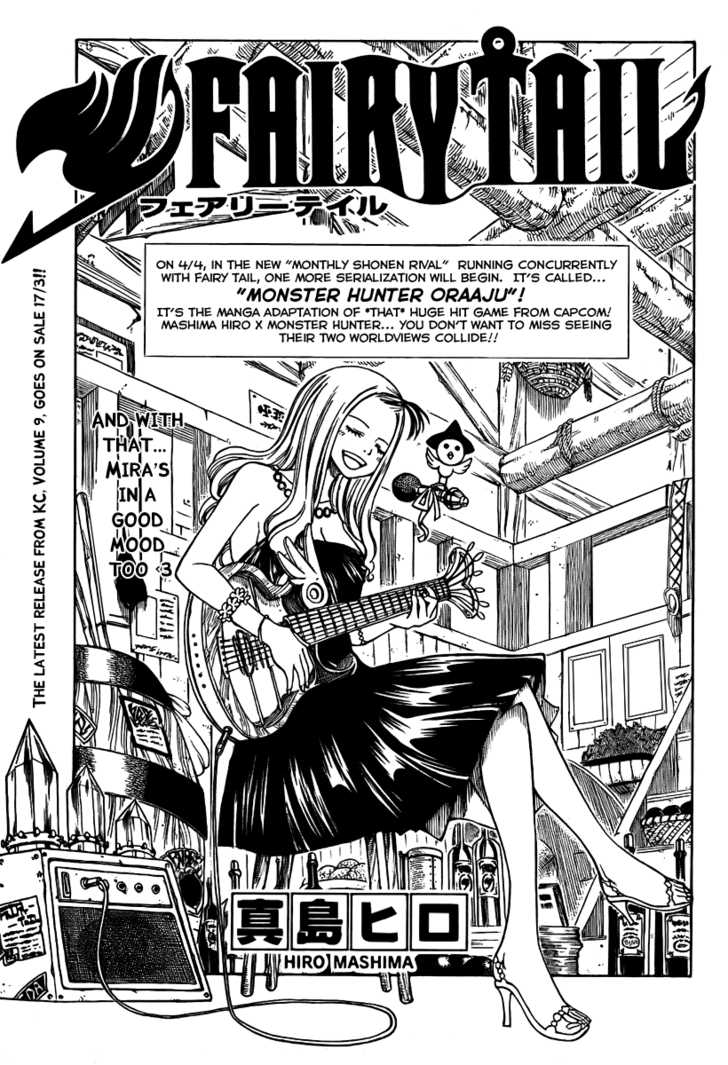 FAIRY TAIL
フェアリーテイル
ON 4/4, IN THE NEW "MONTHLY SHONEN RIVAL" RUNNING CONCURRENTLY
WITH FAIRY TAIL, ONE MORE SERIALIZATION WILL BEGIN. IT'S CALLED...
"MONSTER HUNTER ORAAJU"!
IT'S THE MANGA ADAPTATION OF *THAT* HUGE HIT GAME FROM CAPCOM!
MASHIMA HIRO X MONSTER HUNTER... YOU DON'T WANT TO MISS SEEING
THEIR TWO WORLDVIEWS COLLIDE!!
THE LATEST RELEASE FROM KC, VOLUME 9, GOES ON SALE 17/3!!
AND WITH
THAT...
MIRA'S
IN A
GOOD
MOOD
TOO <3
真島ヒロ
HIRO MASHIMA